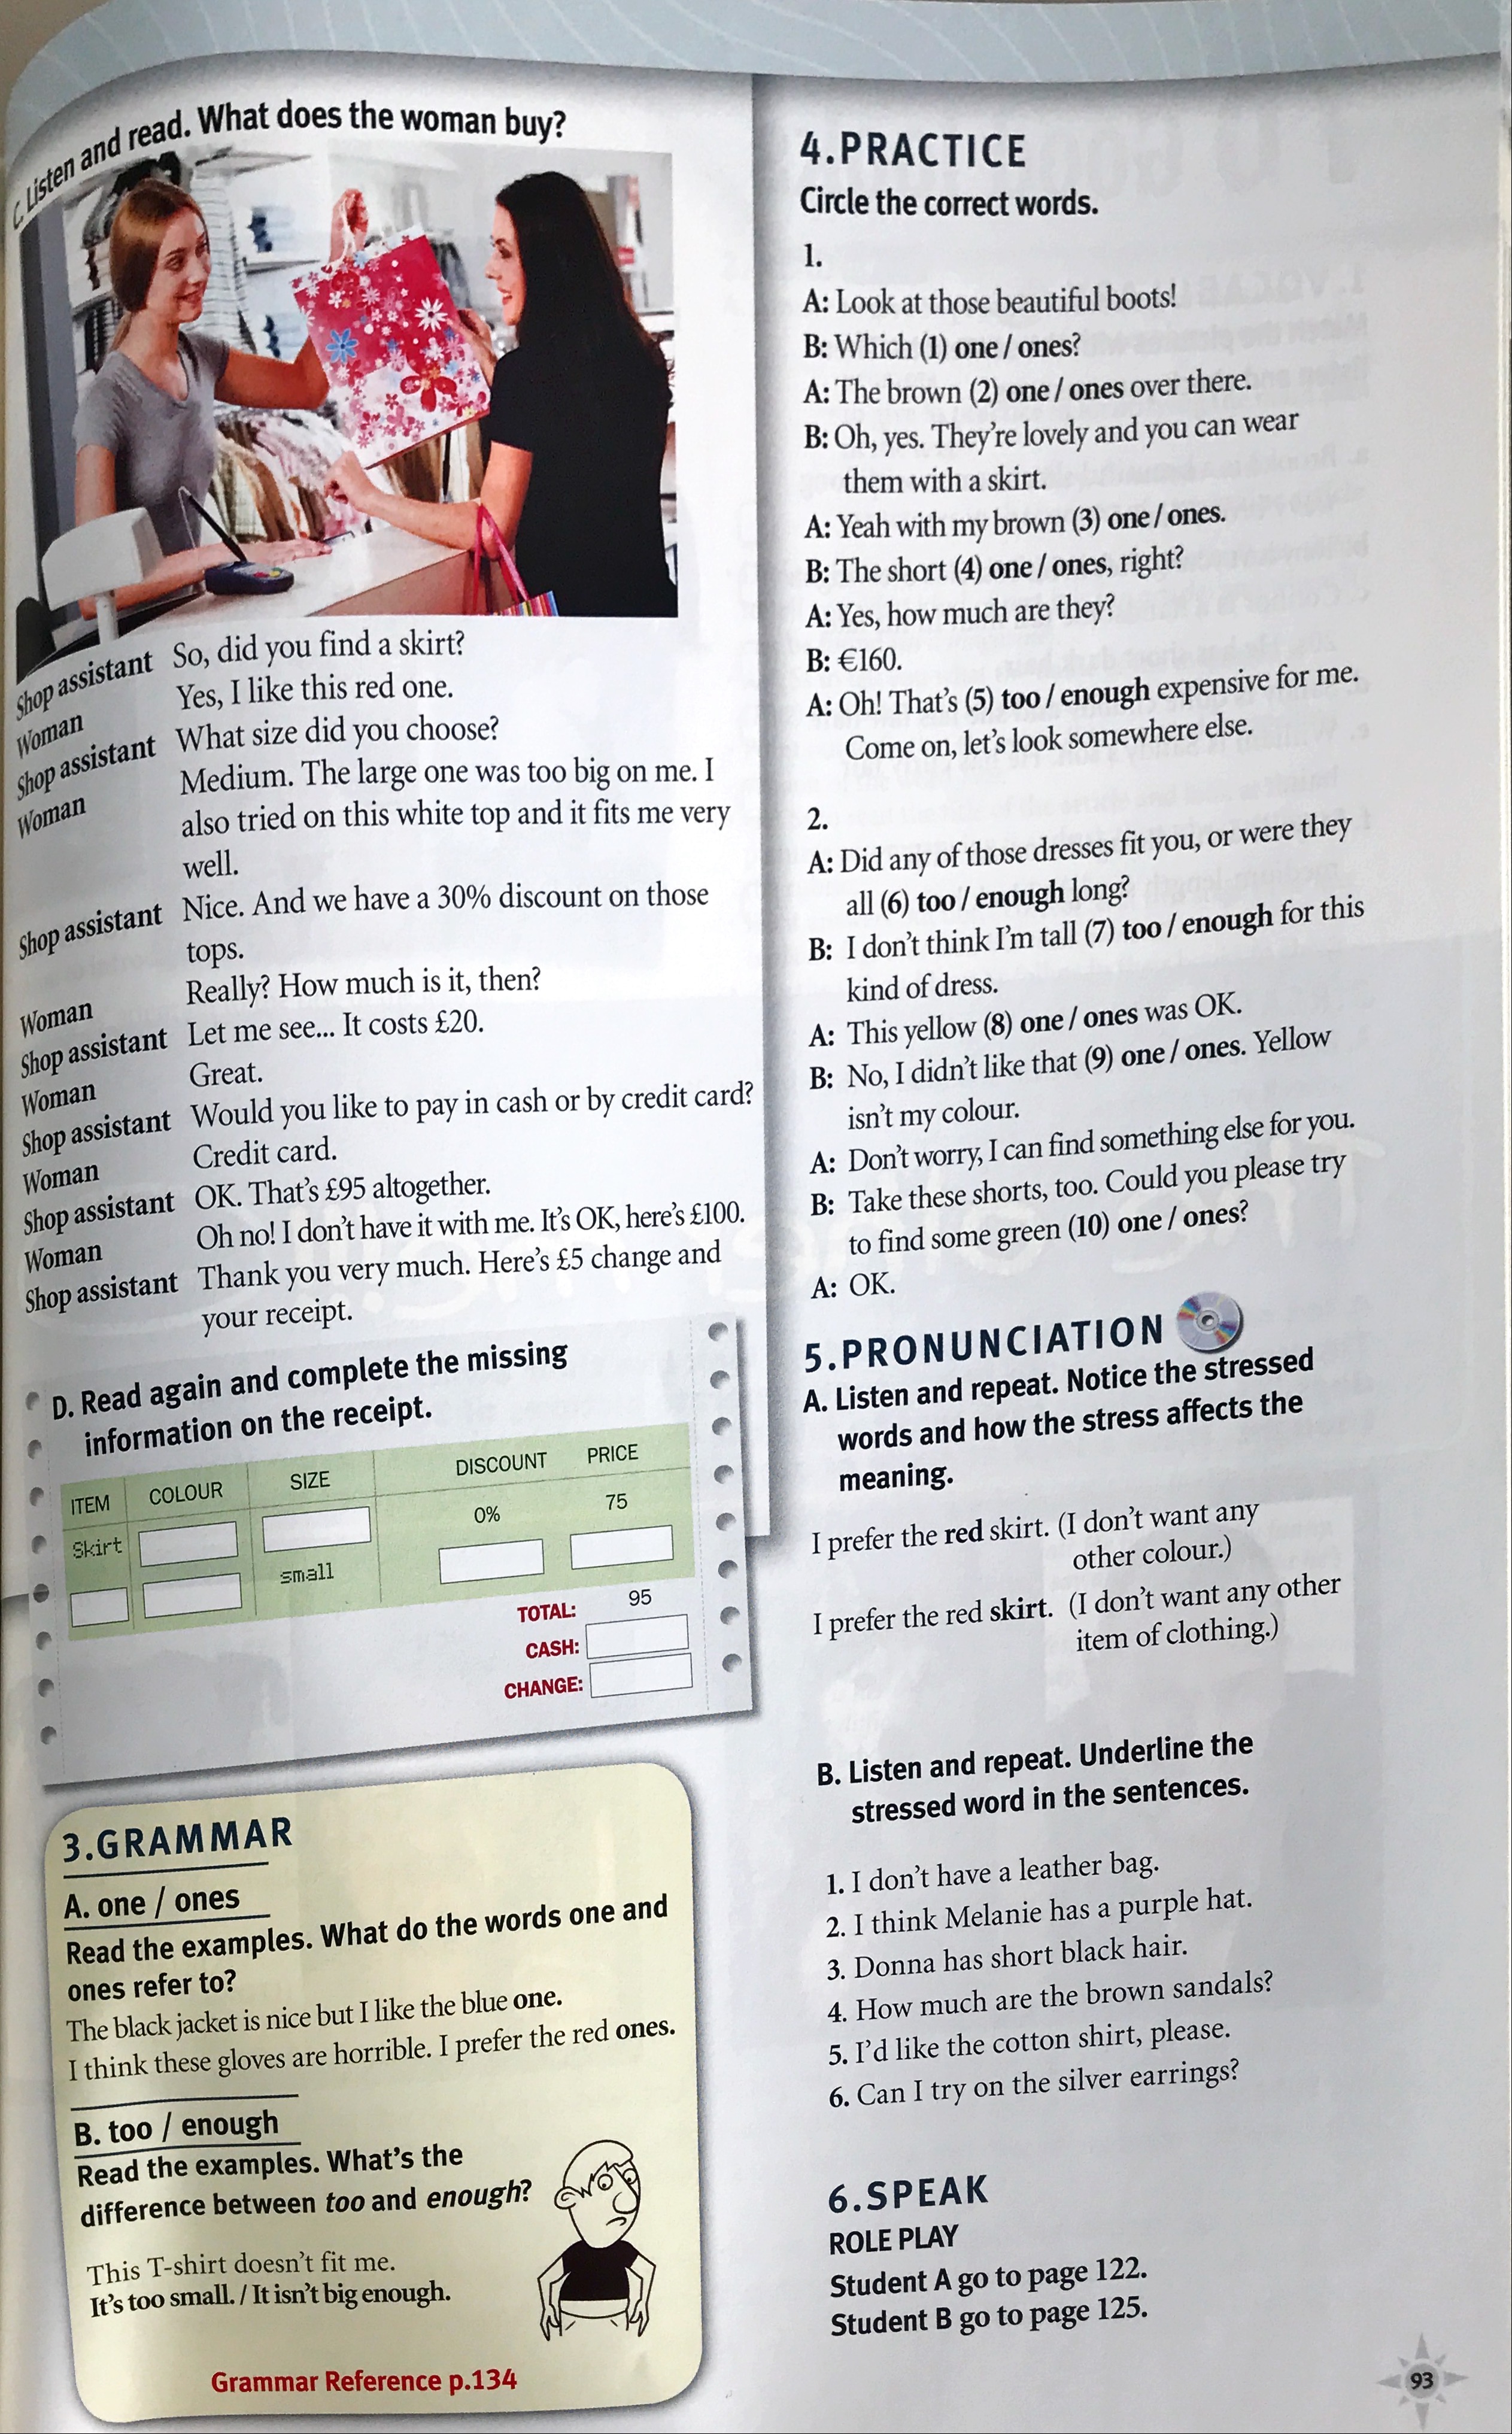 C. Listen and read. What does the woman buy?
Shop assistant So, did you find a skirt?
Woman Yes, I like this red one.
Shop assistant What size did you choose?
Woman Medium. The large one was too big on me. I
also tried on this white top and it fits me very
well.
Shop assistant Nice. And we have a 30% discount on those
tops.
Woman Really? How much is it, then?
Shop assistant Let me see... It costs £20.
Woman Great.
Shop assistant Would you like to pay in cash or by credit card?
Woman Credit card.
Shop assistant OK. That's £95 altogether.
Woman Oh no! I don't have it with me. It's OK, here's £100.
Shop assistant Thank you very much. Here's £5 change and
your receipt.
D. Read again and complete the missing
information on the receipt.
ITEM COLOUR SIZE DISCOUNT PRICE
Skirt 0% 75
small
TOTAL: 95
CASH:
CHANGE:
3.GRAMMAR
A. one / ones
Read the examples. What do the words one and
ones refer to?
The black jacket is nice but I like the blue one.
I think these gloves are horrible. I prefer the red ones.
B. too / enough
Read the examples. What's the
difference between too and enough?
This T-shirt doesn't fit me.
It's too small. / It isn't big enough.
Grammar Reference p.134
4.PRACTICE
Circle the correct words.
1.
A: Look at those beautiful boots!
B: Which (1) one / ones?
A: The brown (2) one / ones over there.
B: Oh, yes. They're lovely and you can wear
them with a skirt.
A: Yeah with my brown (3) one / ones.
B: The short (4) one / ones, right?
A: Yes, how much are they?
B: €160.
A: Oh! That's (5) too / enough expensive for me.
Come on, let's look somewhere else.
2.
A: Did any of those dresses fit you, or were they
all (6) too / enough long?
B: I don't think I'm tall (7) too / enough for this
kind of dress.
A: This yellow (8) one / ones was OK.
B: No, I didn't like that (9) one / ones. Yellow
isn't my colour.
A: Don't worry, I can find something else for you.
B: Take these shorts, too. Could you please try
to find some green (10) one / ones?
A: OK.
5.PRONUNCIATION
A. Listen and repeat. Notice the stressed
words and how the stress affects the
meaning.
I prefer the red skirt. (I don't want any
other colour.)
I prefer the red skirt. (I don't want any other
item of clothing.)
B. Listen and repeat. Underline the
stressed word in the sentences.
1. I don't have a leather bag.
2. I think Melanie has a purple hat.
3. Donna has short black hair.
4. How much are the brown sandals?
5. I'd like the cotton shirt, please.
6. Can I try on the silver earrings?
6.SPEAK
ROLE PLAY
Student A go to page 122.
Student B go to page 125.
93